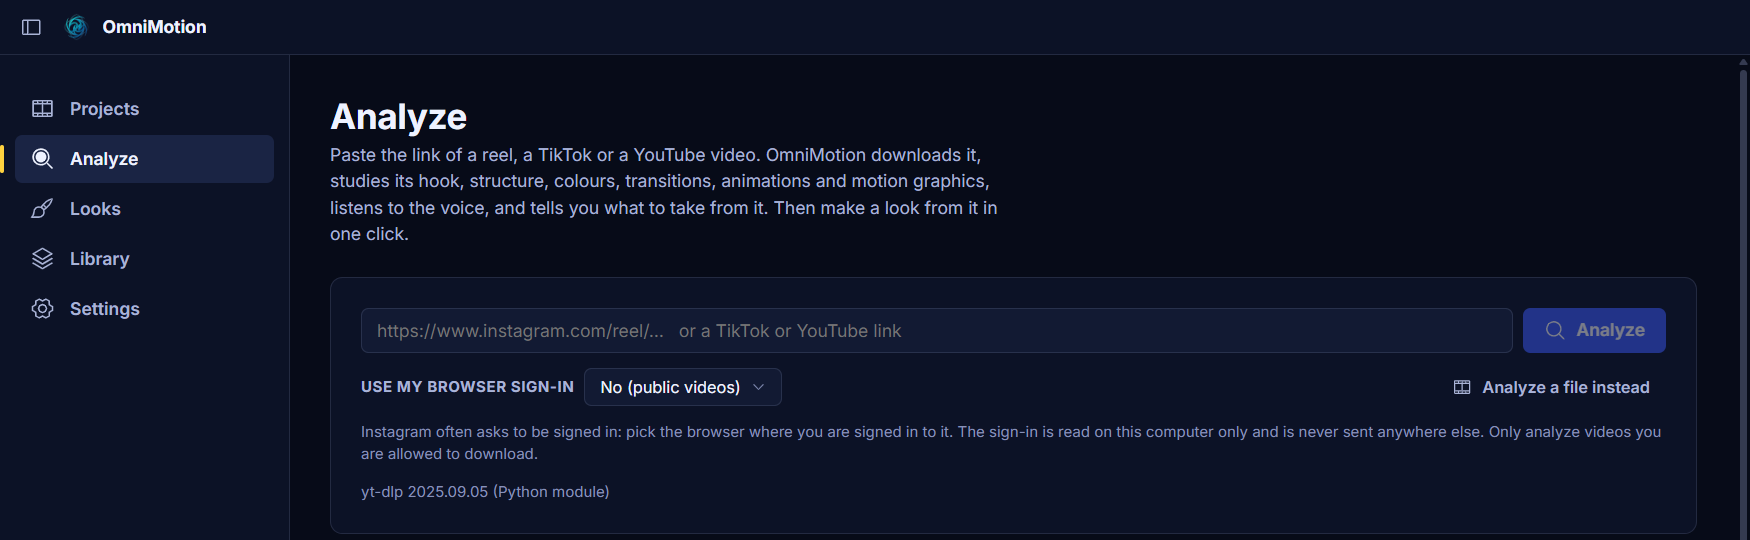 OmniMotion
Projects
Analyze
Looks
Library
Settings
Analyze
Paste the link of a reel, a TikTok or a YouTube video. OmniMotion downloads it,
studies its hook, structure, colours, transitions, animations and motion graphics,
listens to the voice, and tells you what to take from it. Then make a look from it in
one click.
https://www.instagram.com/reel/... or a TikTok or YouTube link
Analyze
USE MY BROWSER SIGN-IN
No (public videos)
Analyze a file instead
Instagram often asks to be signed in: pick the browser where you are signed in to it. The sign-in is read on this computer only and is never sent anywhere else. Only analyze videos you
are allowed to download.
yt-dlp 2025.09.05 (Python module)